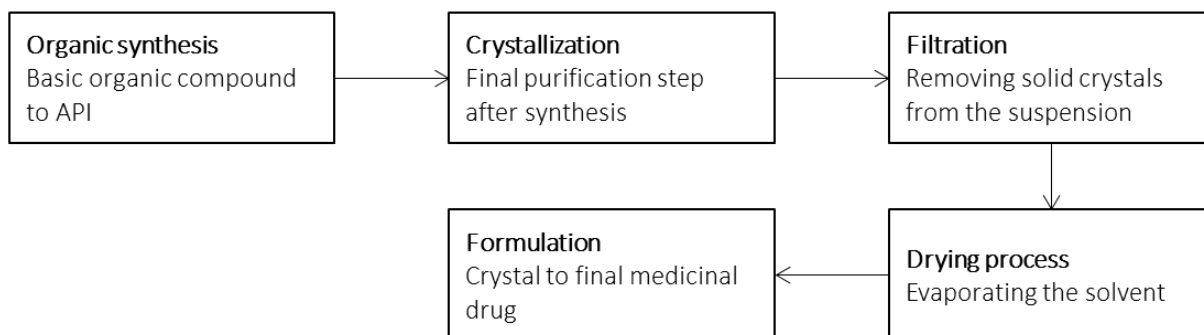 Organic synthesis
Basic organic compound
to API
Crystallization
Final purification step
after synthesis
Filtration
Removing solid crystals
from the suspension
Drying process
Evaporating the solvent
Formulation
Crystal to final medicinal
drug